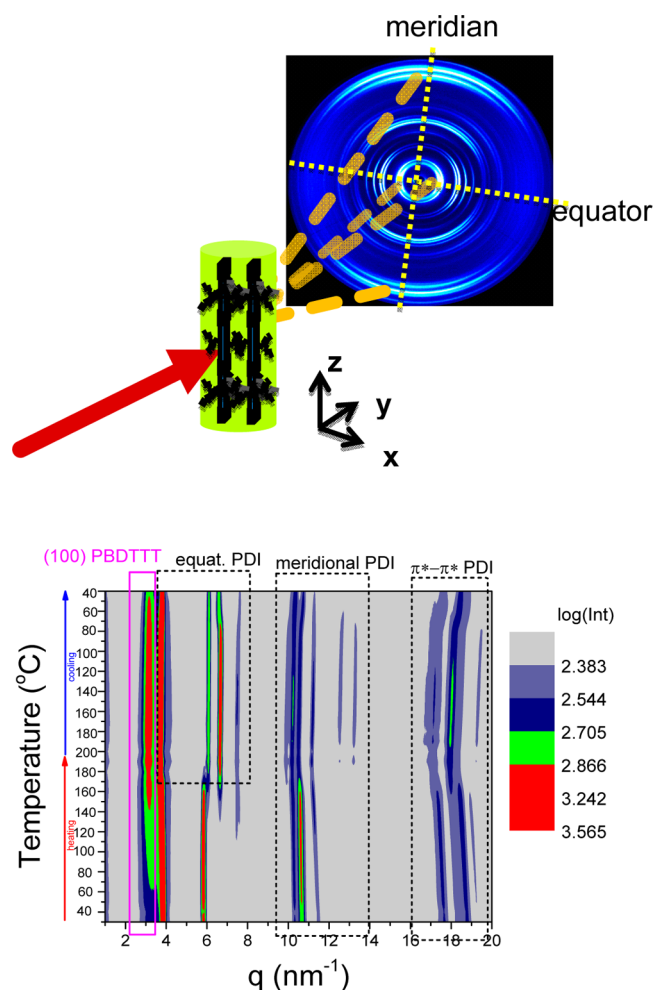 meridian
equator
z
y
x
(100) PBDTTT
equat. PDI
meridional PDI
π*−π* PDI
log(Int)
2.383
2.544
2.705
2.866
3.242
3.565
Temperature (°C)
cooling
heating
40
60
80
100
120
140
160
180
200
180
160
140
120
100
80
60
40
2 4 6 8 10 12 14 16 18 20
q (nm⁻¹)